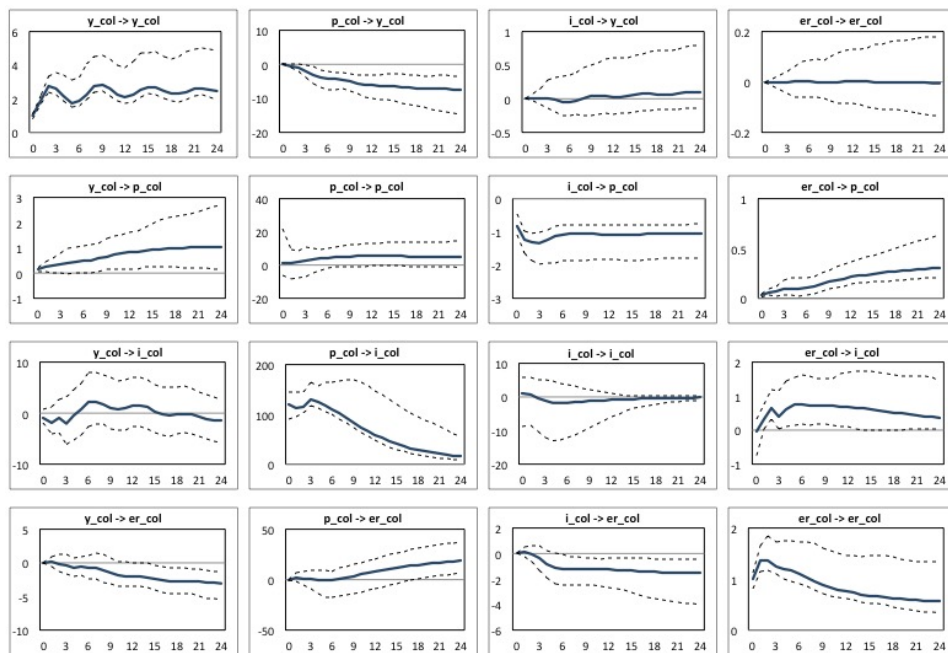 y_col -> y_col
p_col -> y_col
i_col -> y_col
er_col -> er_col
6
4
2
0
0 3 6 9 12 15 18 21 24
10
0
-10
-20
0 3 6 9 12 15 18 21 24
1
0.5
0
-0.5
0 3 6 9 12 15 18 21 24
0.2
0
-0.2
0 3 6 9 12 15 18 21 24
y_col -> p_col
p_col -> p_col
i_col -> p_col
er_col -> p_col
3
2
1
0
-1
0 3 6 9 12 15 18 21 24
40
20
0
-20
0 3 6 9 12 15 18 21 24
0
-1
-2
-3
0 3 6 9 12 15 18 21 24
1
0.5
0
0 3 6 9 12 15 18 21 24
y_col -> i_col
p_col -> i_col
i_col -> i_col
er_col -> i_col
10
0
-10
0 3 6 9 12 15 18 21 24
200
100
0
0 3 6 9 12 15 18 21 24
10
0
-10
-20
0 3 6 9 12 15 18 21 24
2
1
0
-1
0 3 6 9 12 15 18 21 24
y_col -> er_col
p_col -> er_col
i_col -> er_col
er_col -> er_col
5
0
-5
-10
0 3 6 9 12 15 18 21 24
50
0
-50
0 3 6 9 12 15 18 21 24
2
0
-2
-4
-6
0 3 6 9 12 15 18 21 24
2
1
0
0 3 6 9 12 15 18 21 24